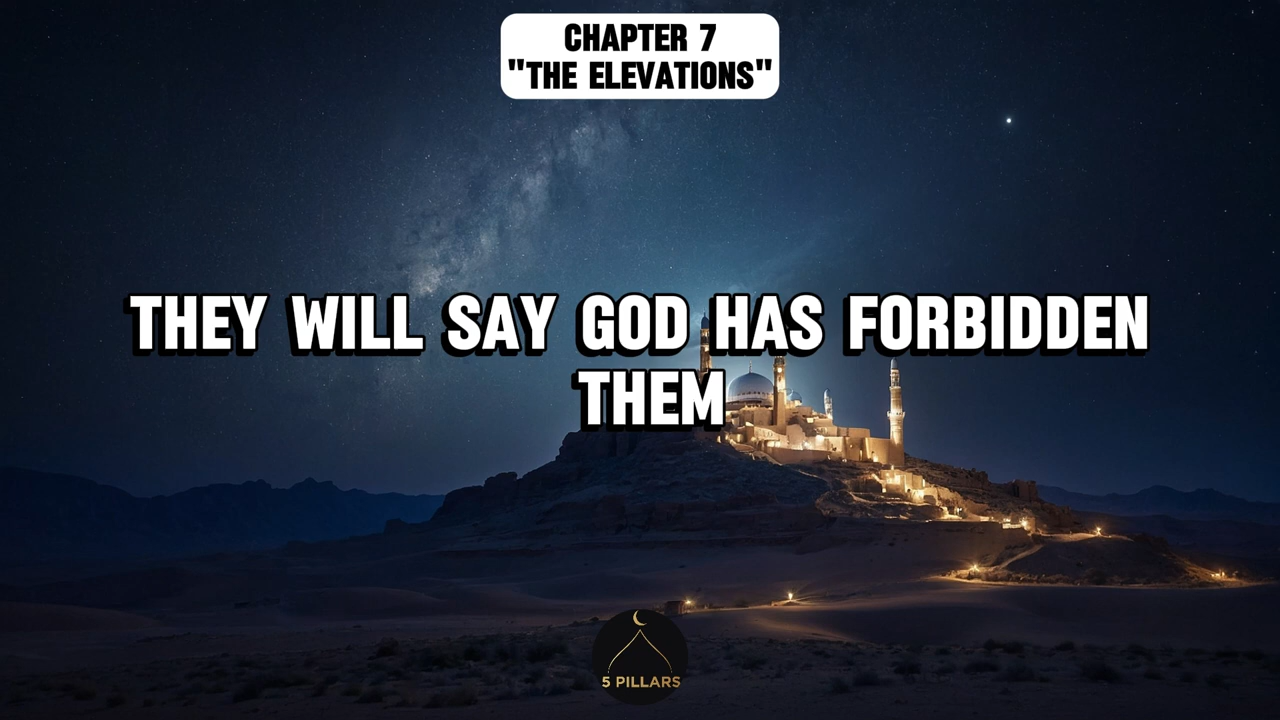 CHAPTER 7
"THE ELEVATIONS"
THEY WILL SAY GOD HAS FORBIDDEN
THEM
5 PILLARS